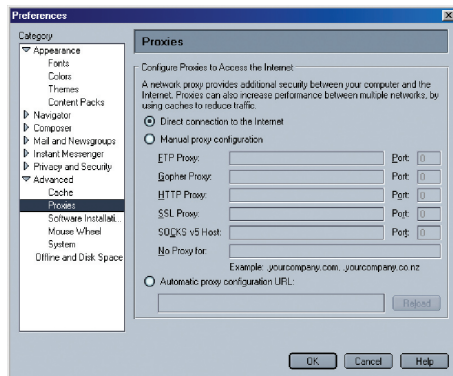 Preferences
Category
Appearance
Fonts
Colors
Themes
Content Packs
Navigator
Composer
Mail and Newsgroups
Instant Messenger
Privacy and Security
Advanced
Cache
Proxies
Software Installati...
Mouse Wheel
System
Offline and Disk Space
Proxies
Configure Proxies to Access the Internet
A network proxy provides additional security between your computer and the
Internet. Proxies can also increase performance between multiple networks, by
using caches to reduce traffic.
Direct connection to the Internet
Manual proxy configuration
FTP Proxy: Port: 0
Gopher Proxy: Port: 0
HTTP Proxy: Port: 0
SSL Proxy: Port: 0
SOCKS v5 Host: Port: 0
No Proxy for:
Example: .yourcompany.com, .yourcompany.co.nz
Automatic proxy configuration URL:
Reload
OK Cancel Help